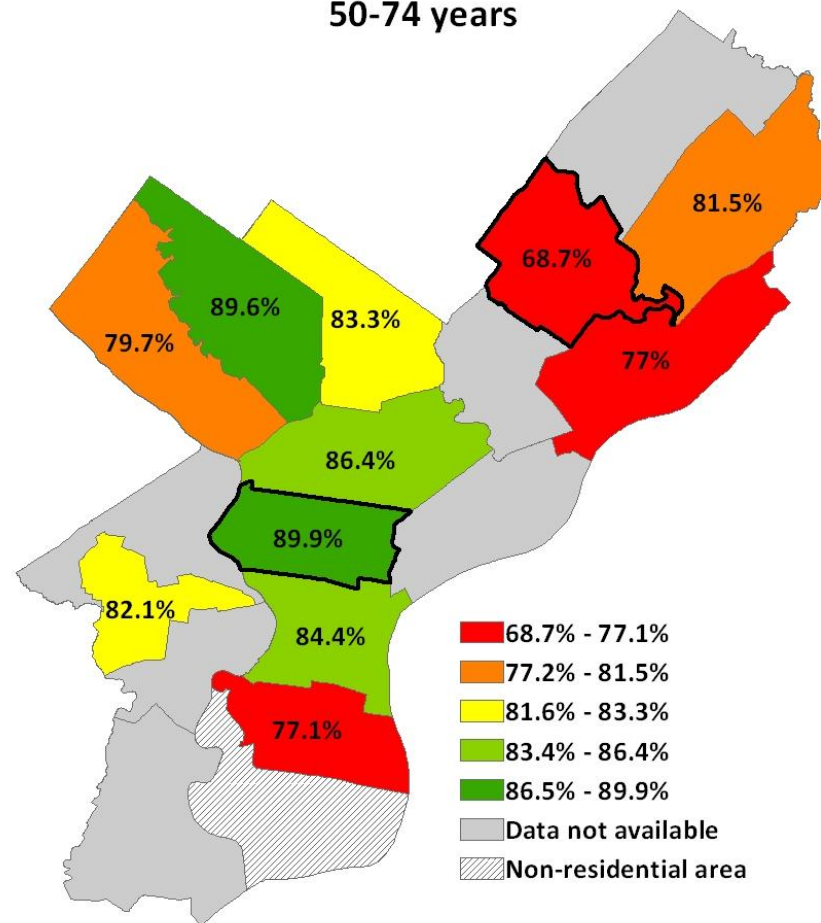 50-74 years
81.5%
68.7%
89.6%
83.3%
79.7%
77%
86.4%
89.9%
82.1%
84.4%
77.1%
68.7% - 77.1%
77.2% - 81.5%
81.6% - 83.3%
83.4% - 86.4%
86.5% - 89.9%
Data not available
Non-residential area